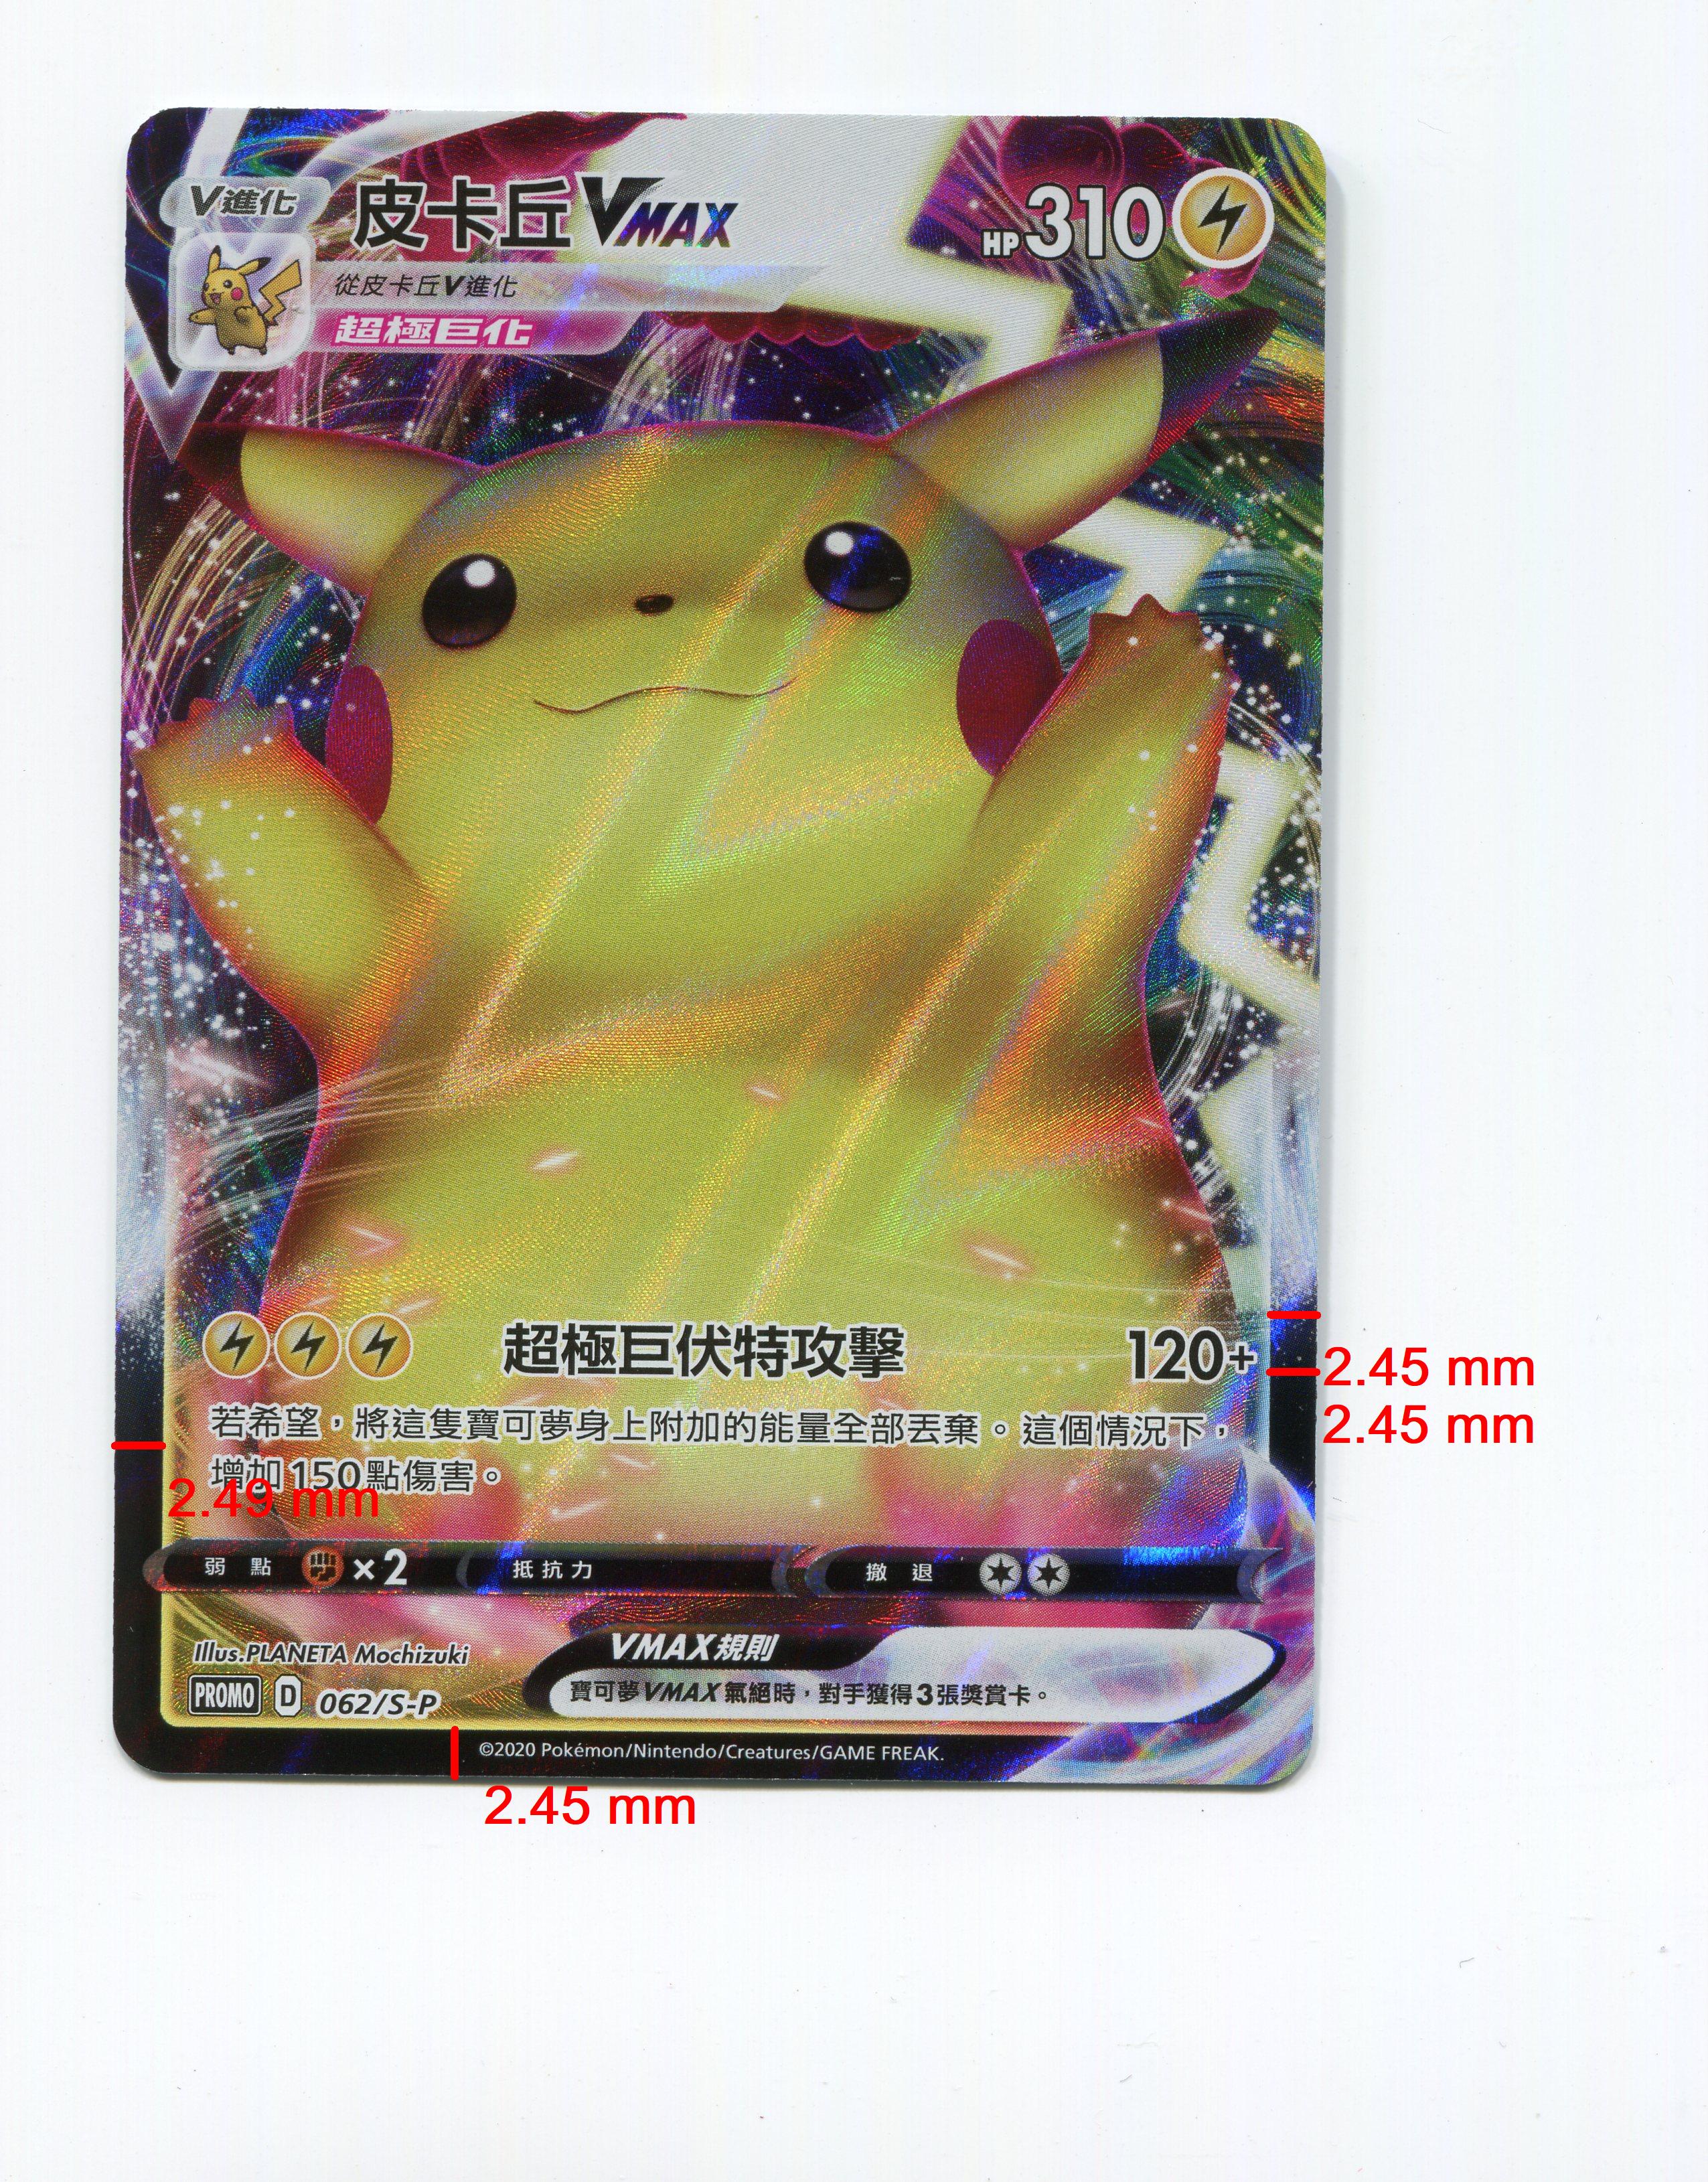 V進化
皮卡丘VMAX
HP310
從皮卡丘V進化
超極巨化
超極巨伏特攻擊
120+
2.45 mm
若希望，將這隻寶可夢身上附加的能量全部丟棄。這個情況下，
2.45 mm
增加150點傷害。
2.49 mm
弱點 ×2
抵抗力
撤退
Illus.PLANETA Mochizuki
VMAX規則
PROMO D 062/S-P
寶可夢VMAX氣絕時，對手獲得3張獎賞卡。
©2020 Pokémon/Nintendo/Creatures/GAME FREAK.
2.45 mm